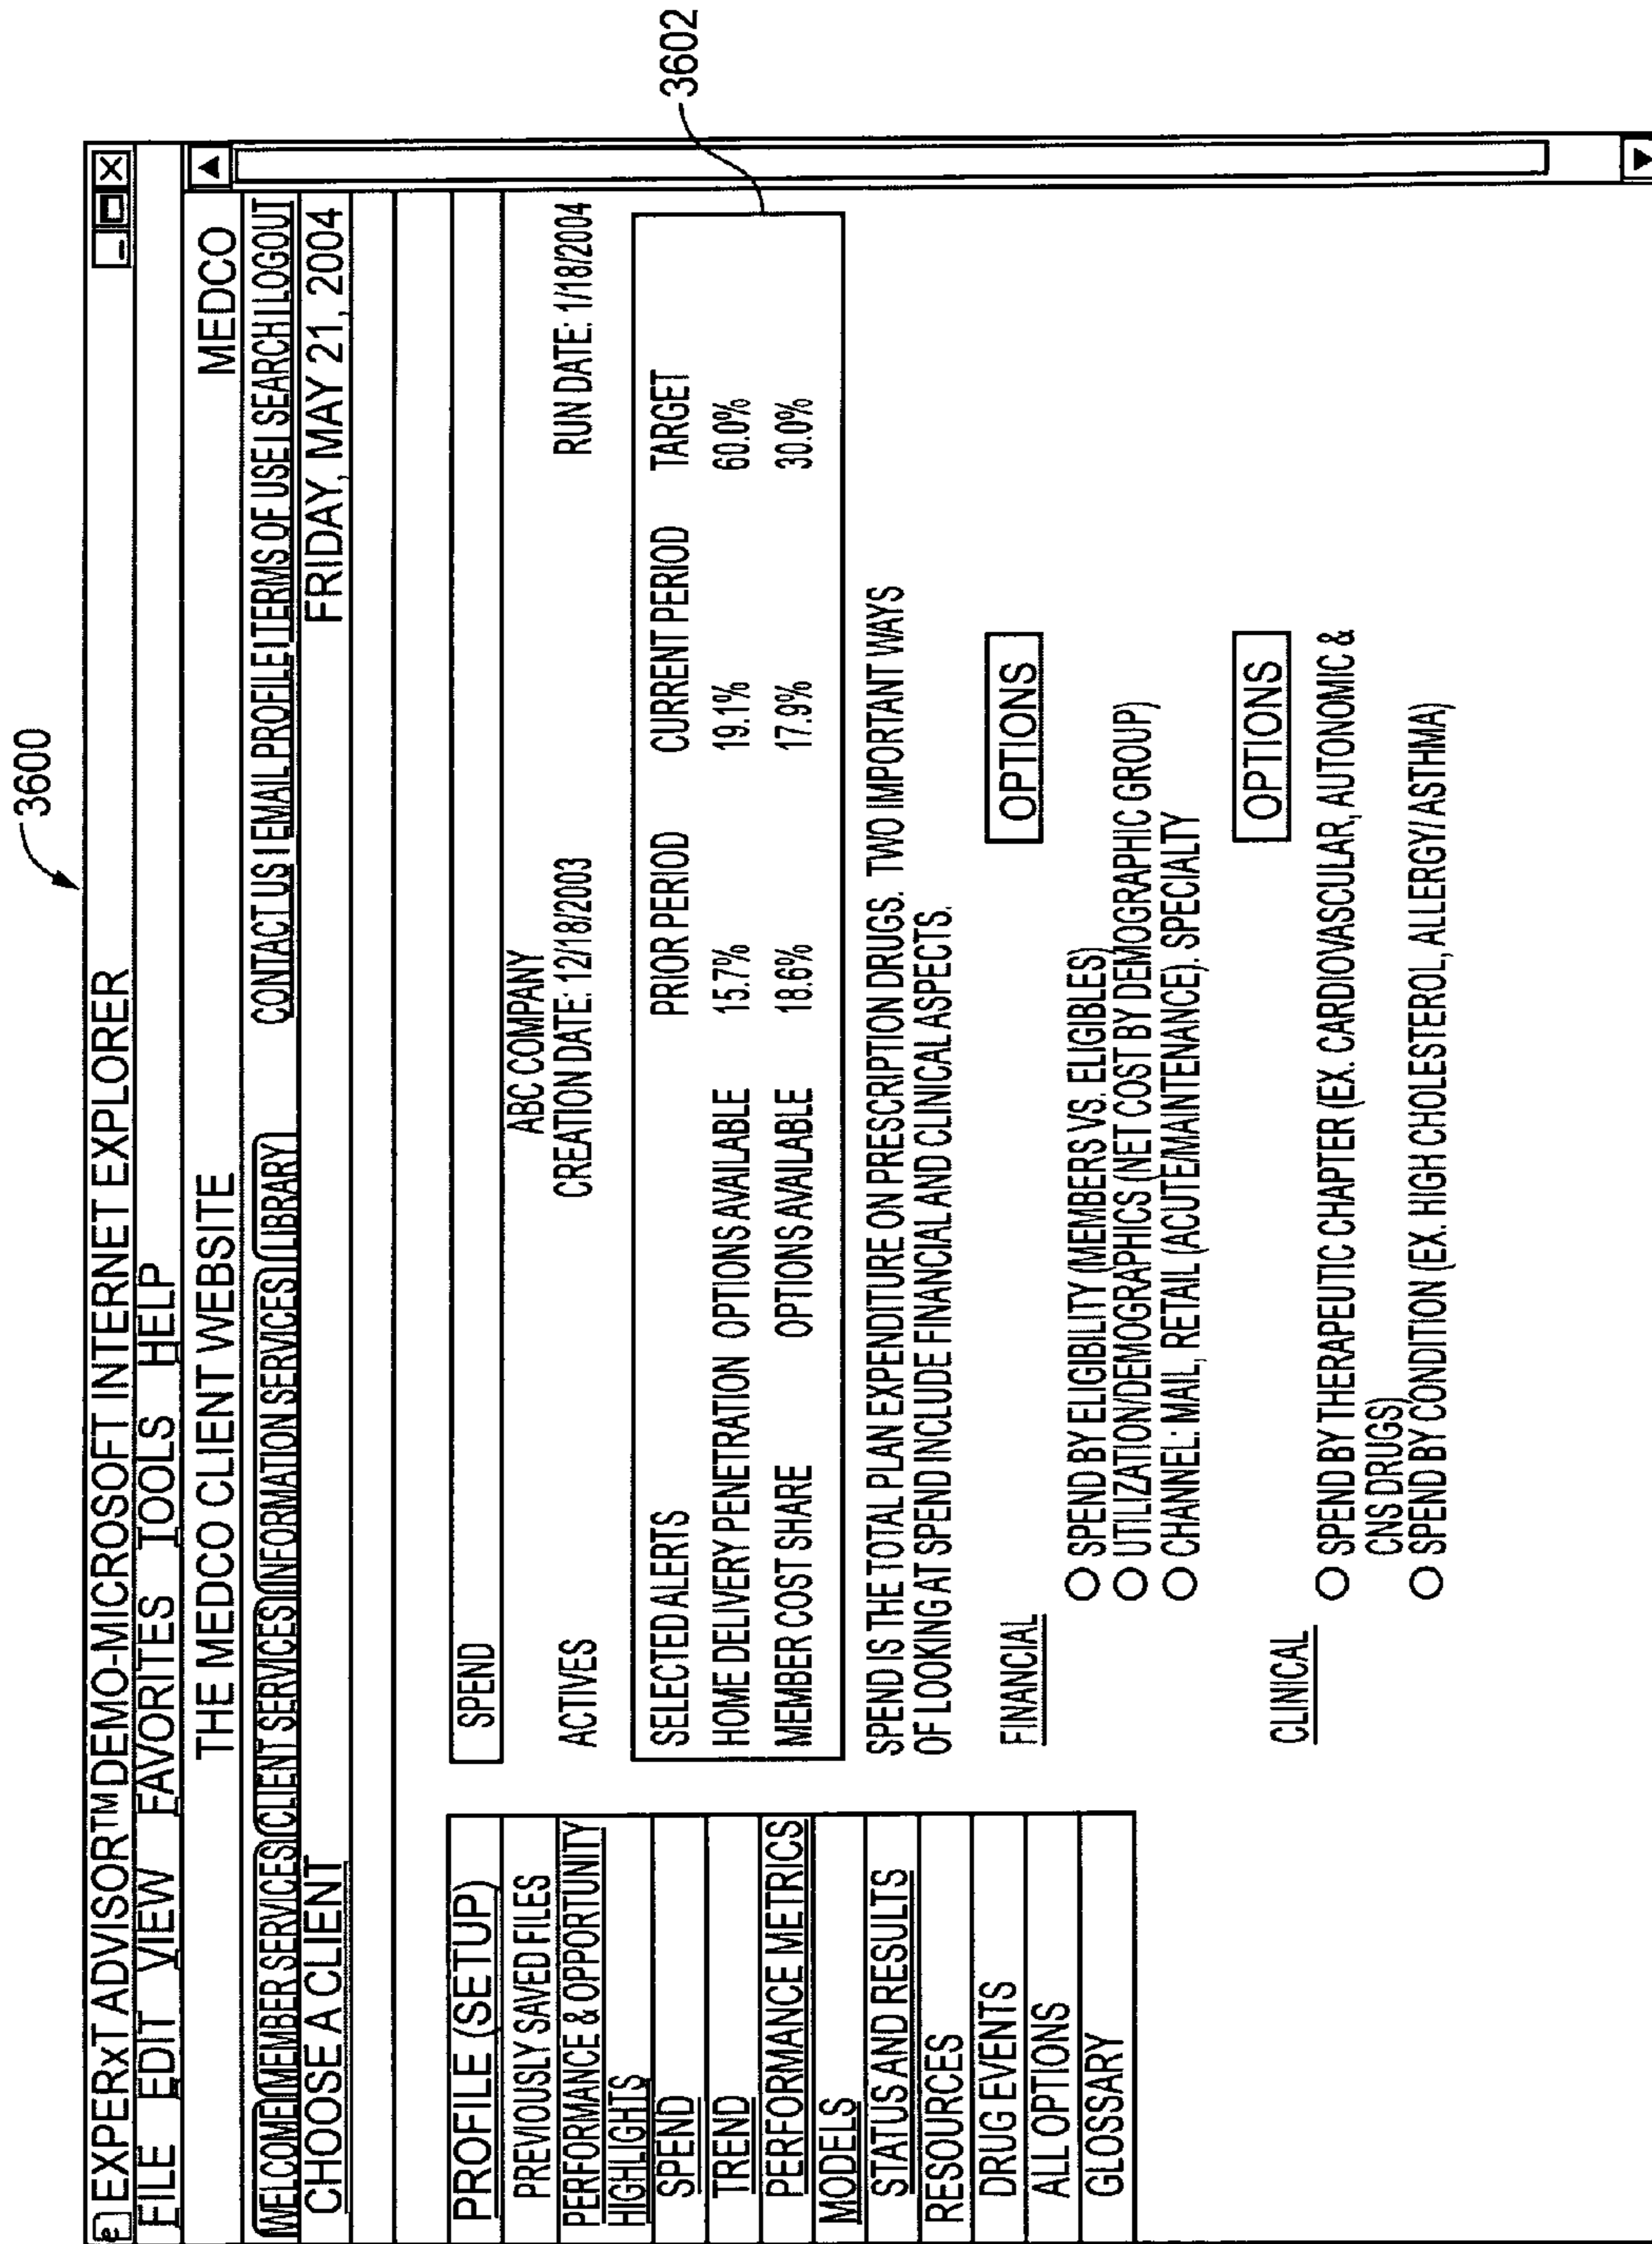 3600
EXPERxT ADVISOR™ DEMO-MICROSOFT INTERNET EXPLORER
FILE EDIT VIEW FAVORITES TOOLS HELP
THE MEDCO CLIENT WEBSITE MEDCO
WELCOME MEMBER SERVICES CLIENT SERVICES INFORMATION SERVICES LIBRARY CONTACT US | EMAIL PROFILE | TERMS OF USE | SEARCH | LOGOUT
CHOOSE A CLIENT FRIDAY, MAY 21, 2004
PROFILE (SETUP)
PREVIOUSLY SAVED FILES
PERFORMANCE & OPPORTUNITY
HIGHLIGHTS
SPEND
TREND
PERFORMANCE METRICS
MODELS
STATUS AND RESULTS
RESOURCES
DRUG EVENTS
ALL OPTIONS
GLOSSARY
SPEND
ABC COMPANY
ACTIVES CREATION DATE: 12/18/2003 RUN DATE: 1/18/2004
3602
SELECTED ALERTS PRIOR PERIOD CURRENT PERIOD TARGET
HOME DELIVERY PENETRATION OPTIONS AVAILABLE 15.7% 19.1% 60.0%
MEMBER COST SHARE OPTIONS AVAILABLE 18.6% 17.9% 30.0%
SPEND IS THE TOTAL PLAN EXPENDITURE ON PRESCRIPTION DRUGS. TWO IMPORTANT WAYS
OF LOOKING AT SPEND INCLUDE FINANCIAL AND CLINICAL ASPECTS.
FINANCIAL OPTIONS
SPEND BY ELIGIBILITY (MEMBERS VS. ELIGIBLES)
UTILIZATION/DEMOGRAPHICS (NET COST BY DEMOGRAPHIC GROUP)
CHANNEL: MAIL, RETAIL (ACUTE/MAINTENANCE). SPECIALTY
CLINICAL OPTIONS
SPEND BY THERAPEUTIC CHAPTER (EX. CARDIOVASCULAR, AUTONOMIC &
CNS DRUGS)
SPEND BY CONDITION (EX. HIGH CHOLESTEROL, ALLERGY/ASTHMA)